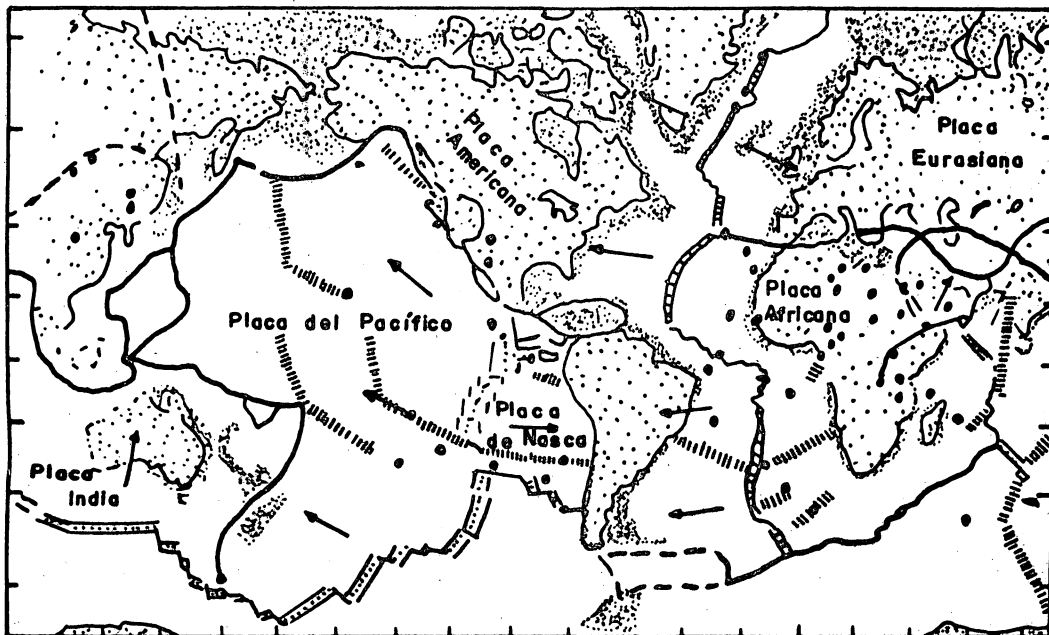 Placa
Americana
Placa
Eurasiana
Placa
Africana
Placa del Pacífico
Placa
de Nasca
Placa
India